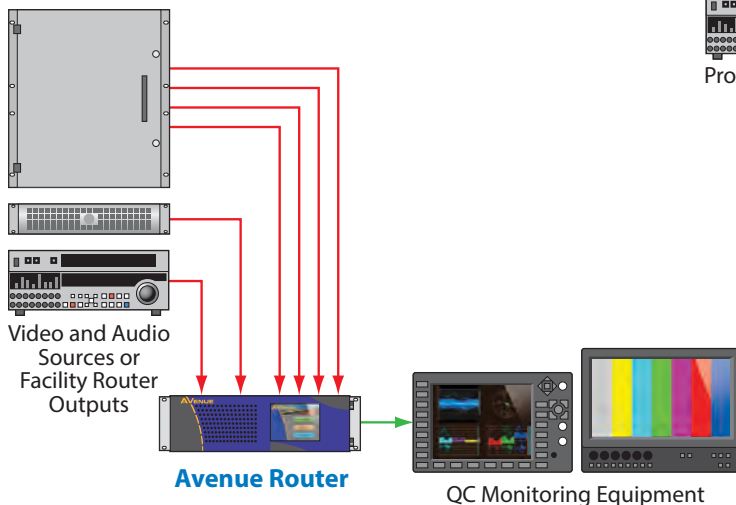 Pro
Video and Audio
Sources or
Facility Router
Outputs
AVENUE
Avenue Router
QC Monitoring Equipment